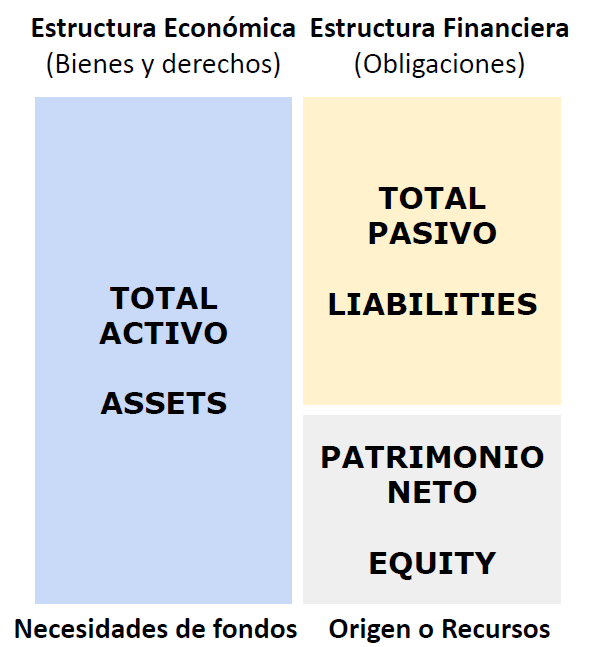 Estructura Económica
(Bienes y derechos)
Estructura Financiera
(Obligaciones)
TOTAL
ACTIVO
ASSETS
TOTAL
PASIVO
LIABILITIES
PATRIMONIO
NETO
EQUITY
Necesidades de fondos
Origen o Recursos